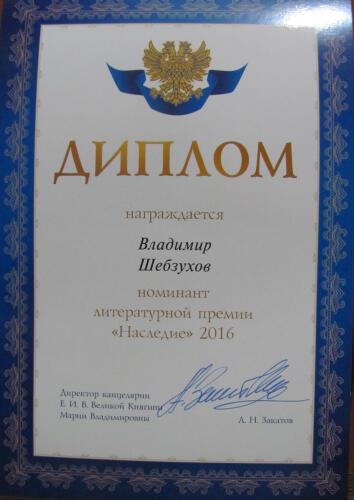 ДИПЛОМ
награждается
Владимир
Шебзухов
номинант
литературной премии
«Наследие» 2016
Директор канцелярии
Е. И. В. Великой Княгини
Марии Владимировны
А. Н. Закатов